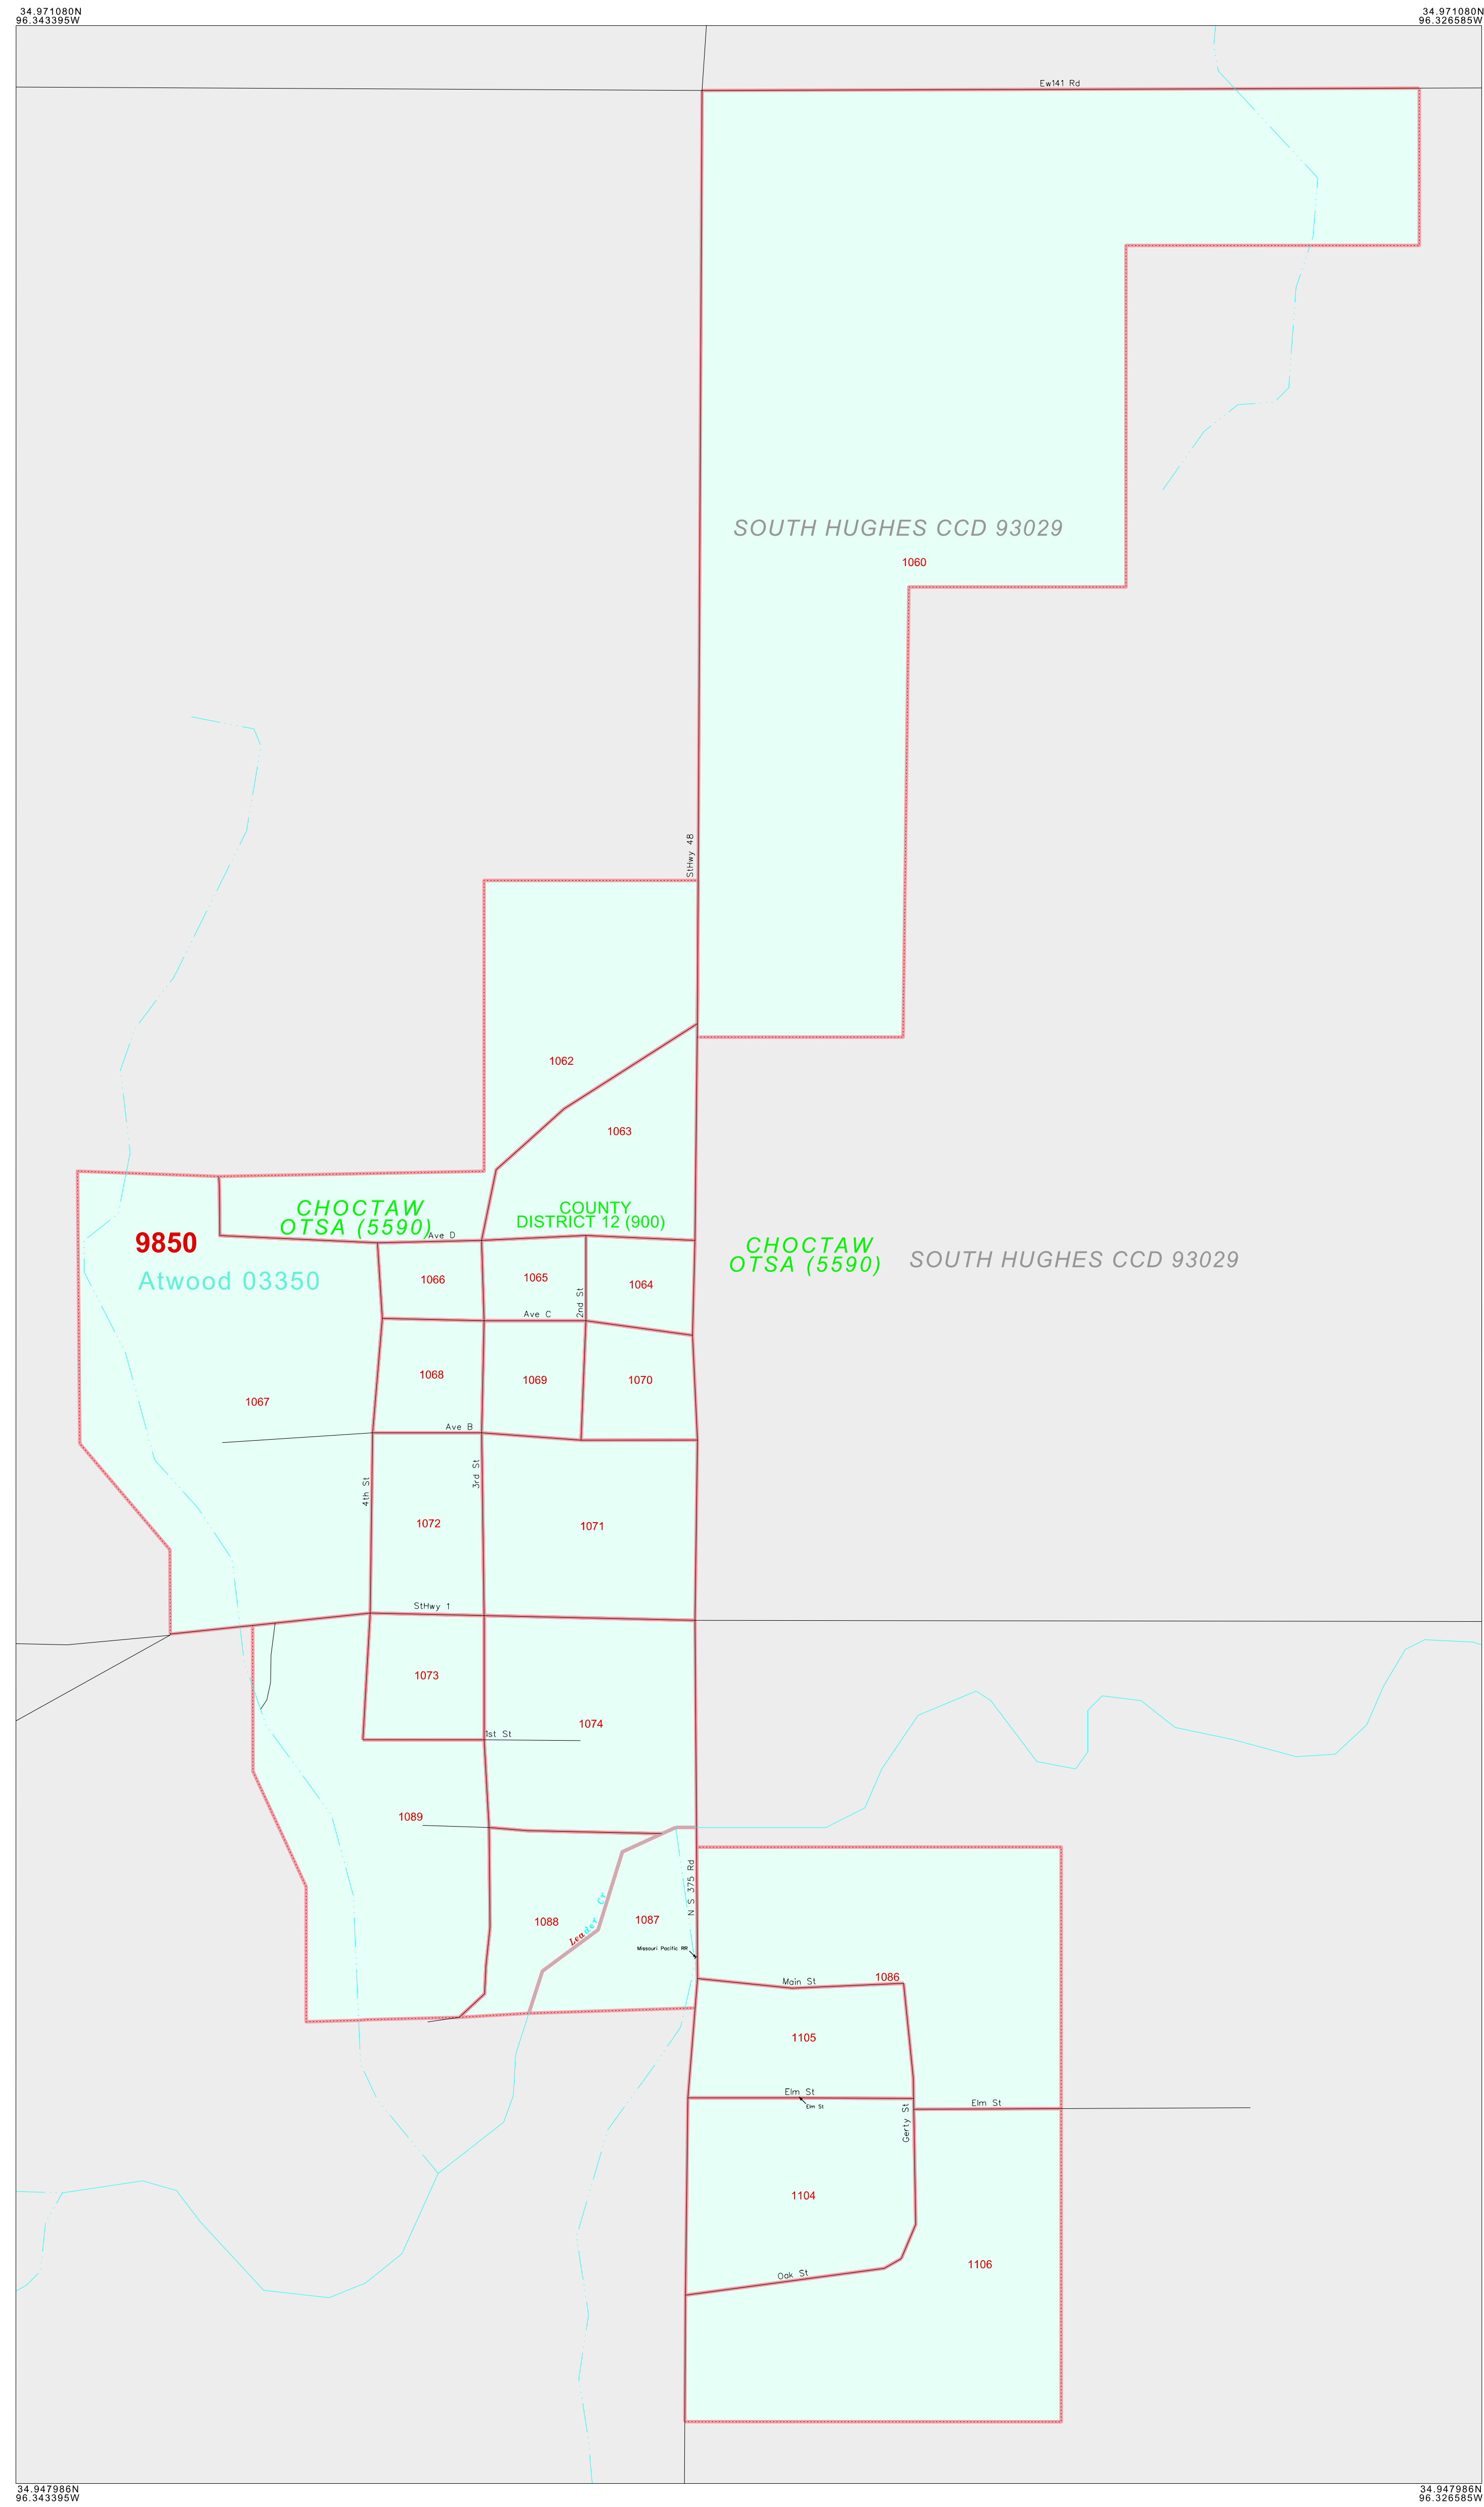 34.971080N
96.343395W
34.971080N
96.326585W
Ew141 Rd
SOUTH HUGHES CCD 93029
1060
StHwy 48
1062
1063
CHOCTAW
OTSA (5590)
COUNTY
DISTRICT 12 (900)
Ave D
9850
Atwood 03350
CHOCTAW
OTSA (5590)
SOUTH HUGHES CCD 93029
1066
1065
1064
2nd St
Ave C
1067
1068
1069
1070
Ave B
4th St
3rd St
1072
1071
StHwy 1
1073
1074
1st St
1089
N S 375 Rd
Leader Cr
1088
1087
Missouri Pacific RR
1086
Main St
1105
Elm St
Elm St
Elm St
Gerty St
1104
1106
Oak St
34.947986N
96.343395W
34.947986N
96.326585W